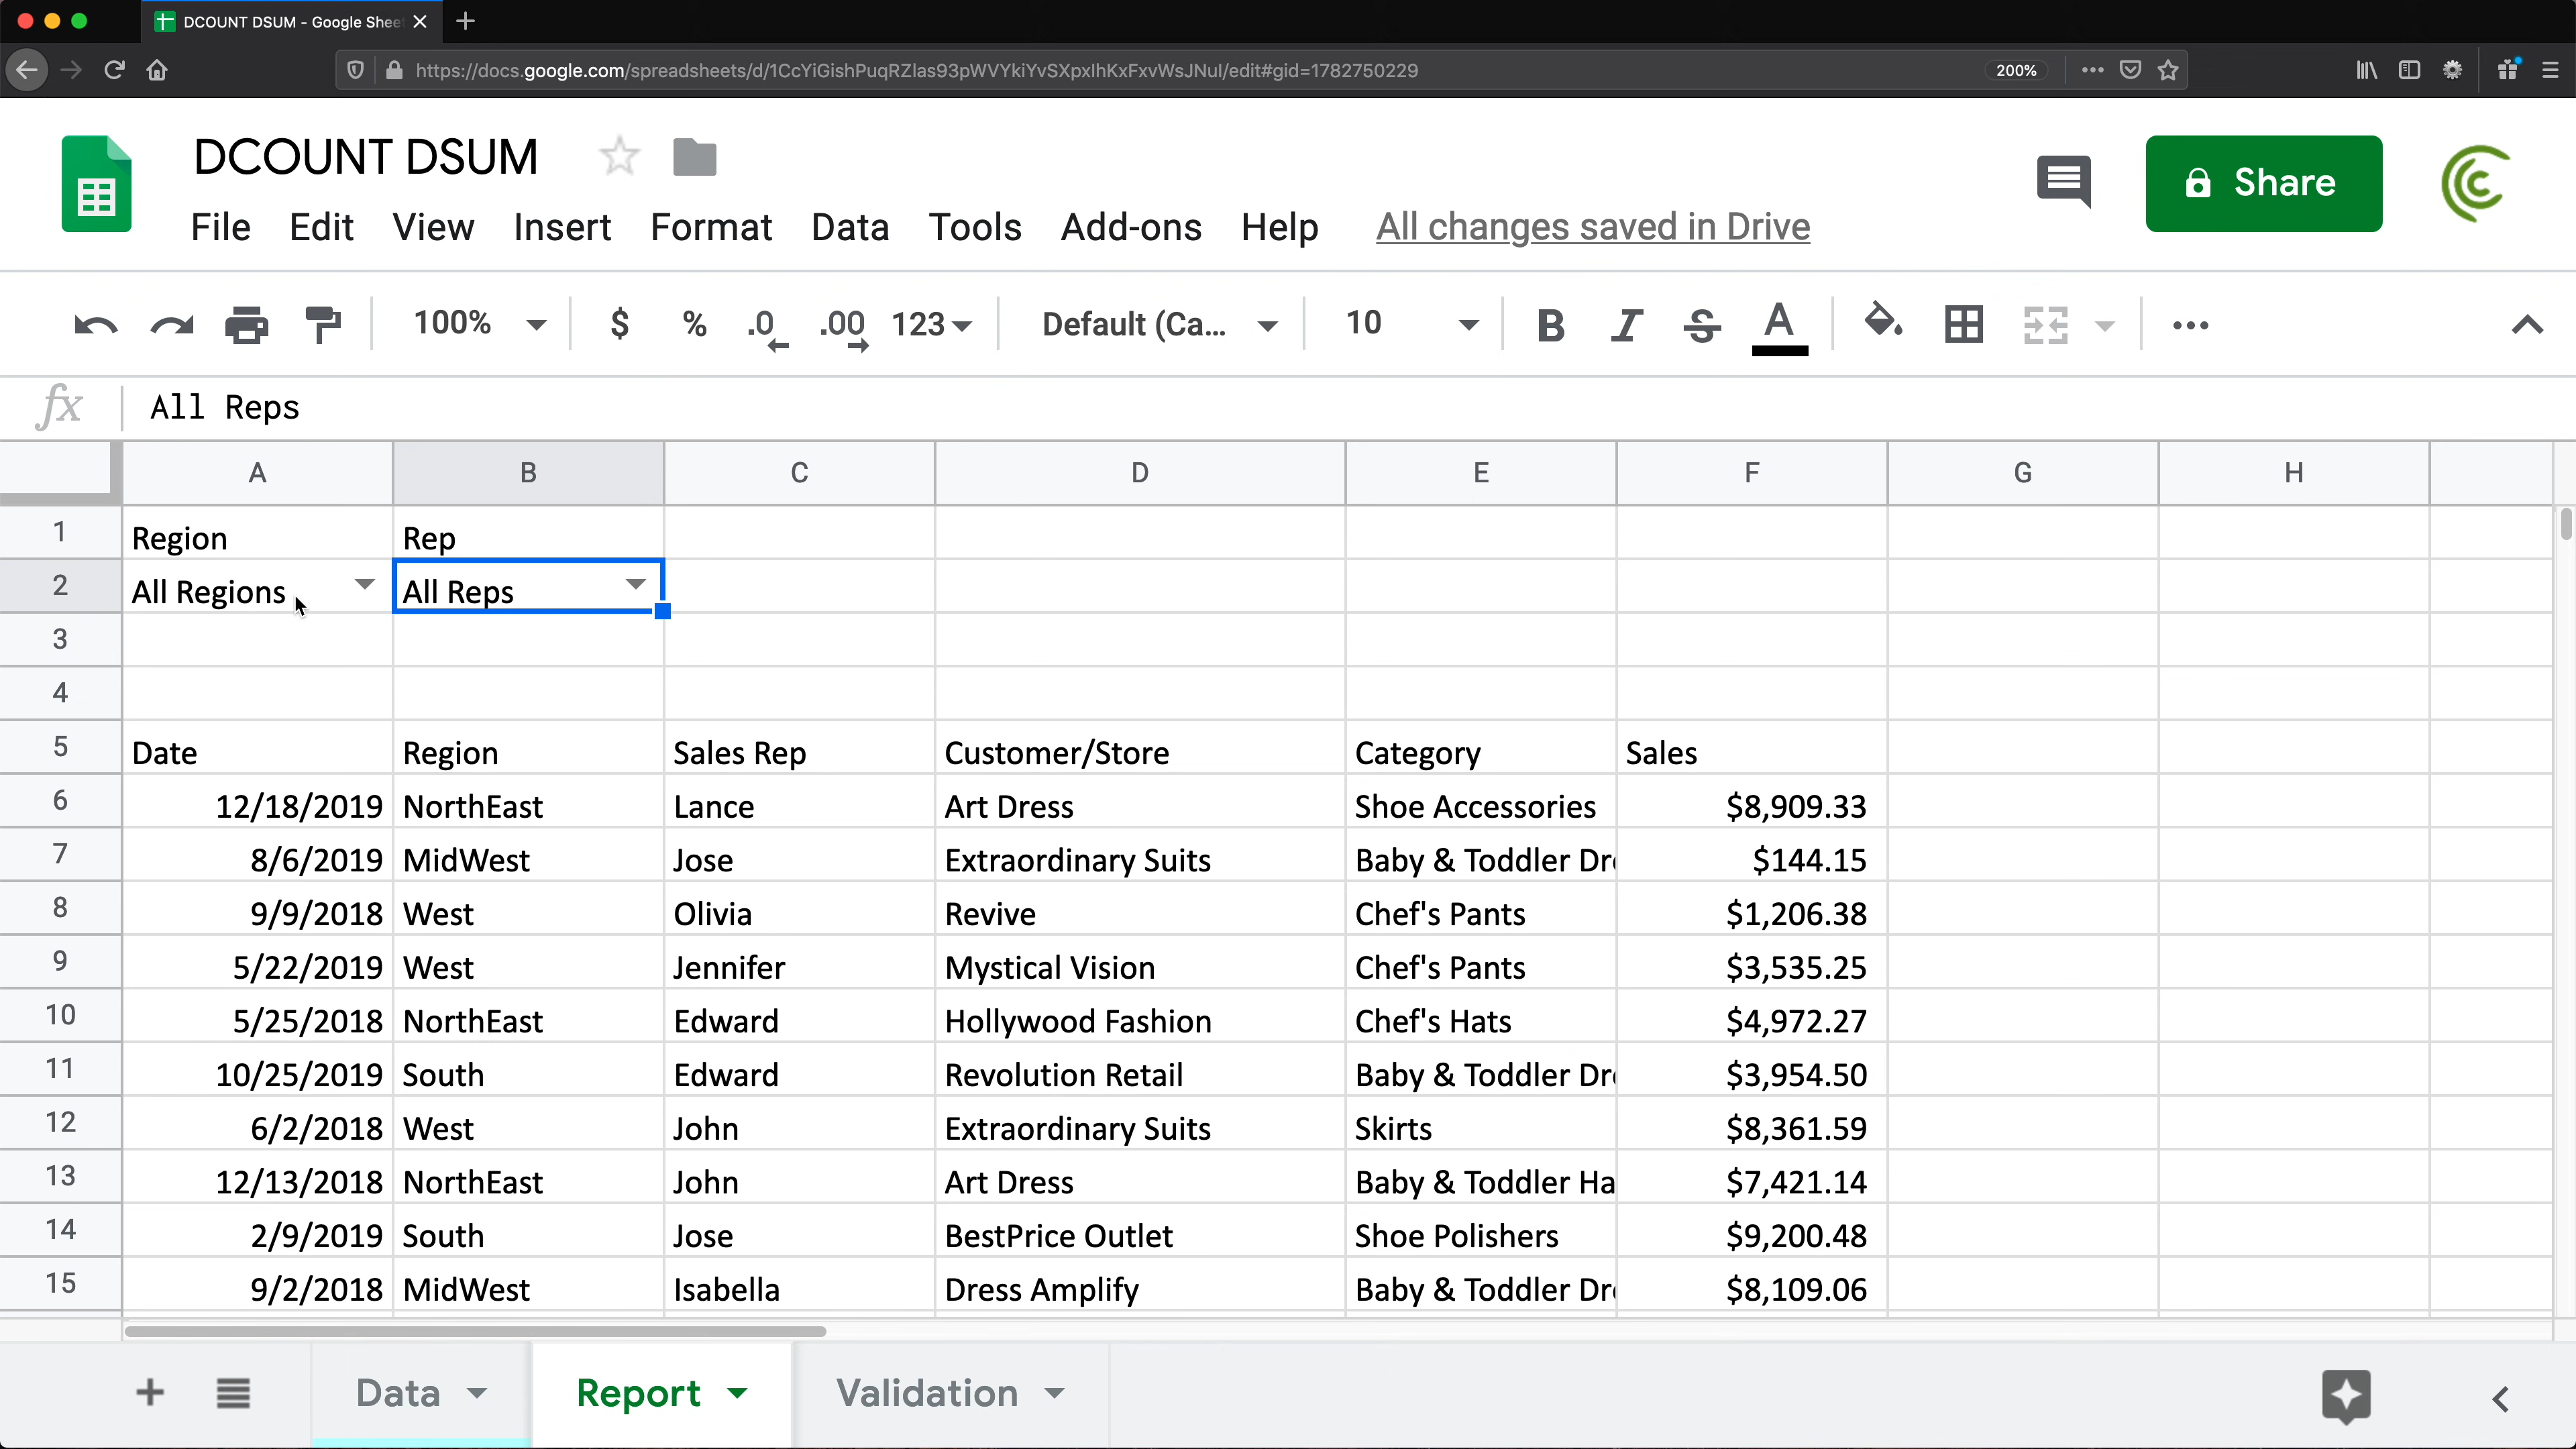 DCOUNT DSUM - Google Shee
https://docs.google.com/spreadsheets/d/1CcYiGishPuqRZlas93pWVYkiYvSXpxIhKxFxvWsJNuI/edit#gid=1782750229 200%
DCOUNT DSUM
Share
File Edit View Insert Format Data Tools Add-ons Help All changes saved in Drive
100% $ % .0 .00 123 Default (Ca... 10 B I S A
fx All Reps
A B C D E F G H
1 Region Rep
2 All Regions All Reps
3
4
5 Date Region Sales Rep Customer/Store Category Sales
6 12/18/2019 NorthEast Lance Art Dress Shoe Accessories $8,909.33
7 8/6/2019 MidWest Jose Extraordinary Suits Baby & Toddler Dre $144.15
8 9/9/2018 West Olivia Revive Chef's Pants $1,206.38
9 5/22/2019 West Jennifer Mystical Vision Chef's Pants $3,535.25
10 5/25/2018 NorthEast Edward Hollywood Fashion Chef's Hats $4,972.27
11 10/25/2019 South Edward Revolution Retail Baby & Toddler Dre $3,954.50
12 6/2/2018 West John Extraordinary Suits Skirts $8,361.59
13 12/13/2018 NorthEast John Art Dress Baby & Toddler Ha $7,421.14
14 2/9/2019 South Jose BestPrice Outlet Shoe Polishers $9,200.48
15 9/2/2018 MidWest Isabella Dress Amplify Baby & Toddler Dre $8,109.06
Data Report Validation